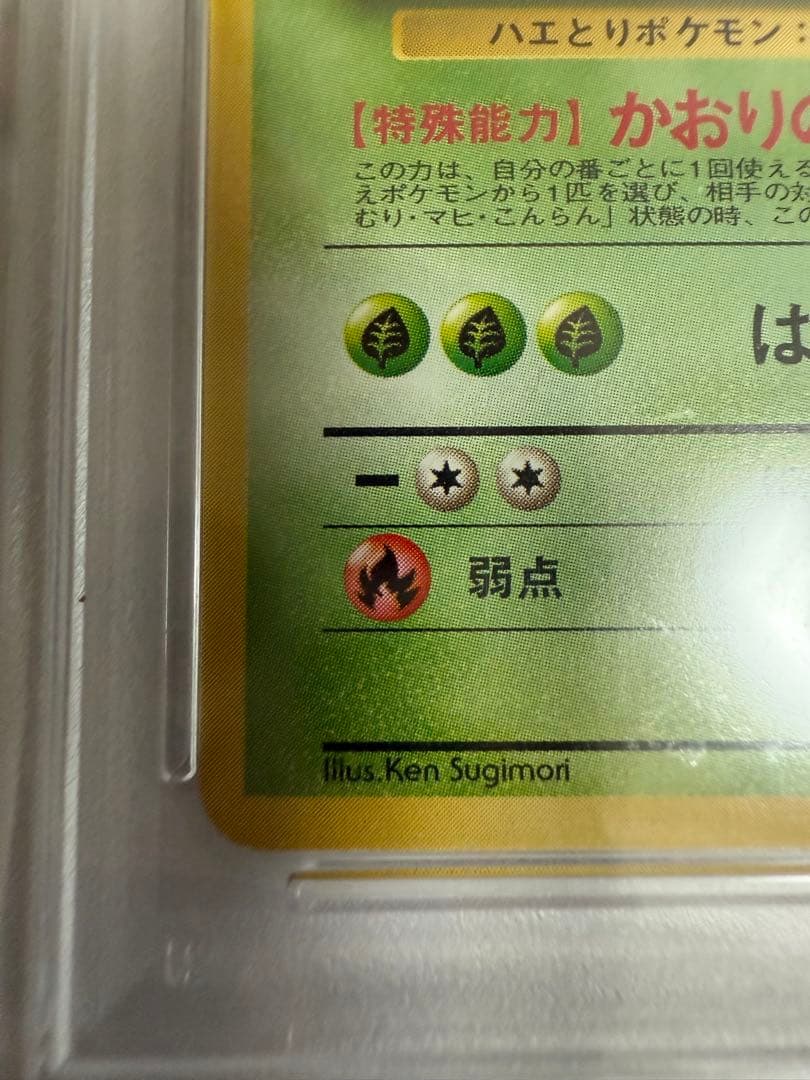 ハエとりポケモン：
【特殊能力】かおりの
この力は、自分の番ごとに1回使える
えポケモンから1匹を選び、相手の対
むり・マヒ・こんらん」状態の時、この
は
ー
弱点
Illus.Ken Sugimori